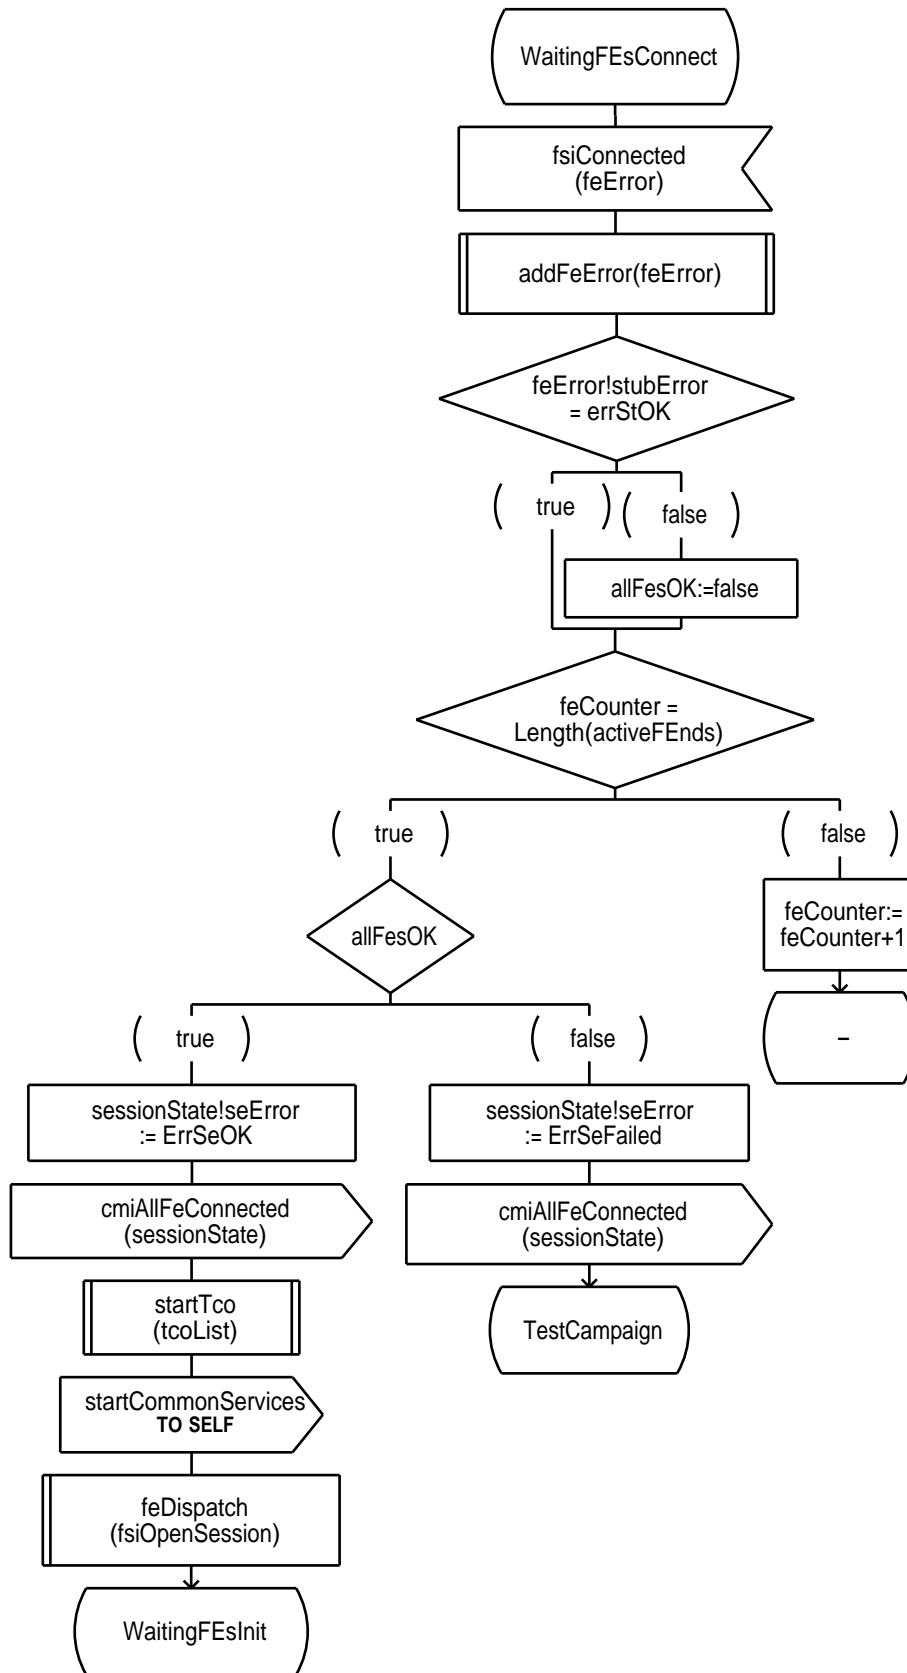 WaitingFEsConnect
fsiConnected
(feError)
addFeError(feError)
feError!stubError
= errStOK
( true ) ( false )
allFesOK:=false
feCounter =
Length(activeFEnds)
( true )
( false )
allFesOK
feCounter:=
feCounter+1
( true )
( false )
–
sessionState!seError
:= ErrSeOK
sessionState!seError
:= ErrSeFailed
cmiAllFeConnected
(sessionState)
cmiAllFeConnected
(sessionState)
startTco
(tcoList)
TestCampaign
startCommonServices
TO SELF
feDispatch
(fsiOpenSession)
WaitingFEsInit